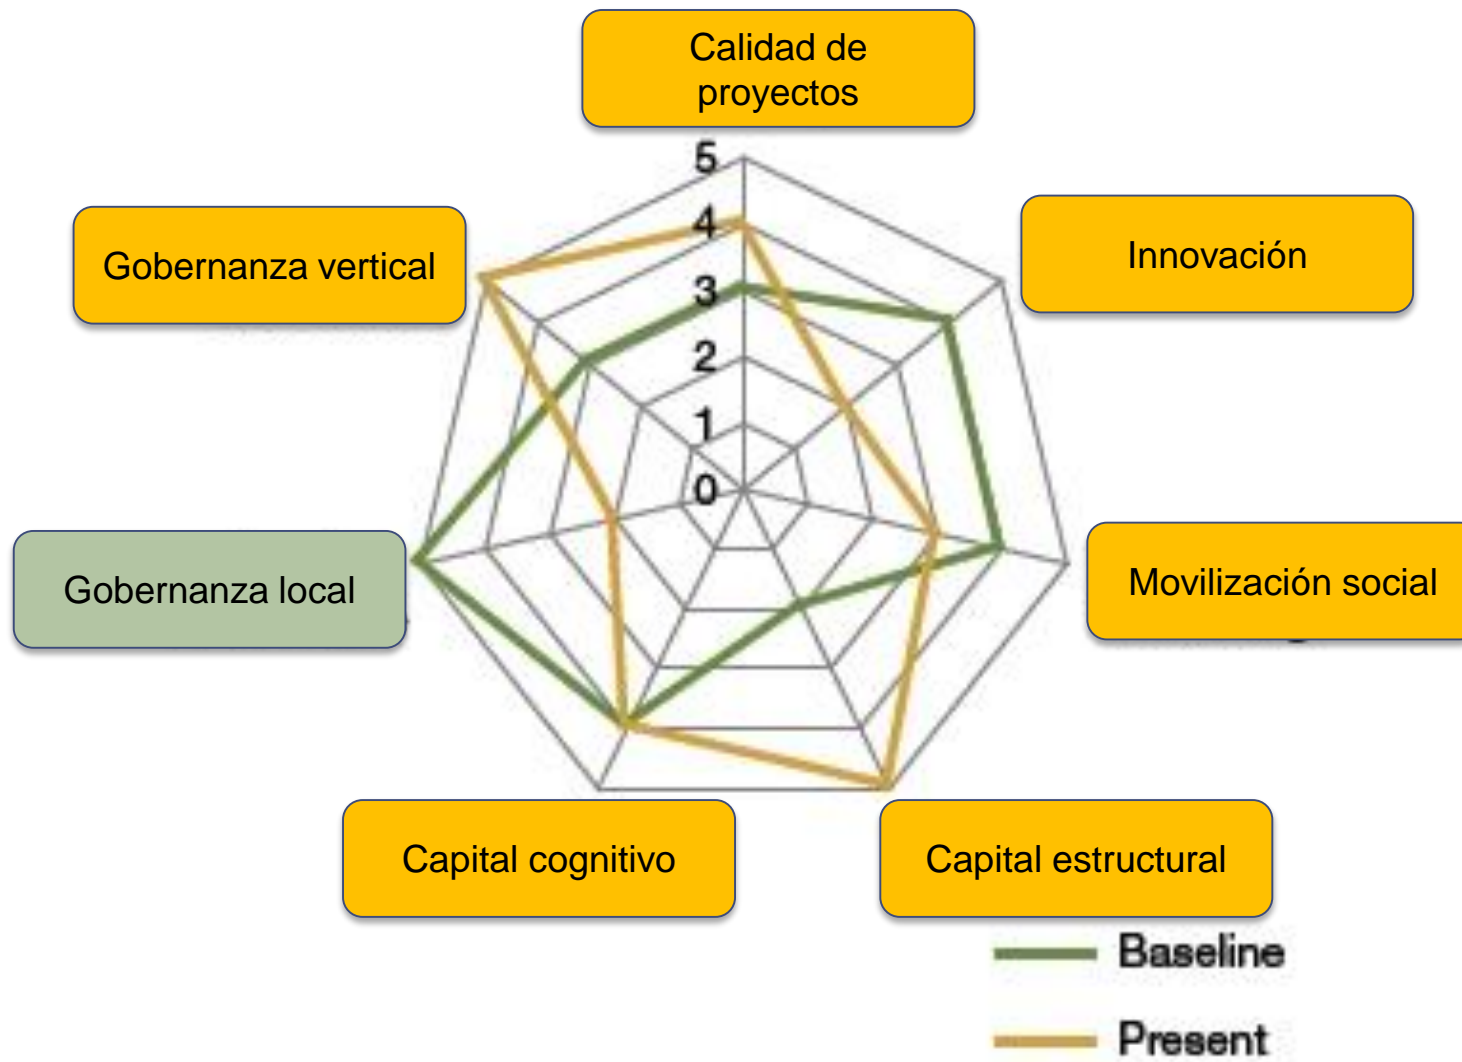 Calidad de
proyectos
Gobernanza vertical
Innovación
5
4
3
2
1
0
Gobernanza local
Movilización social
Capital cognitivo
Capital estructural
Baseline
Present